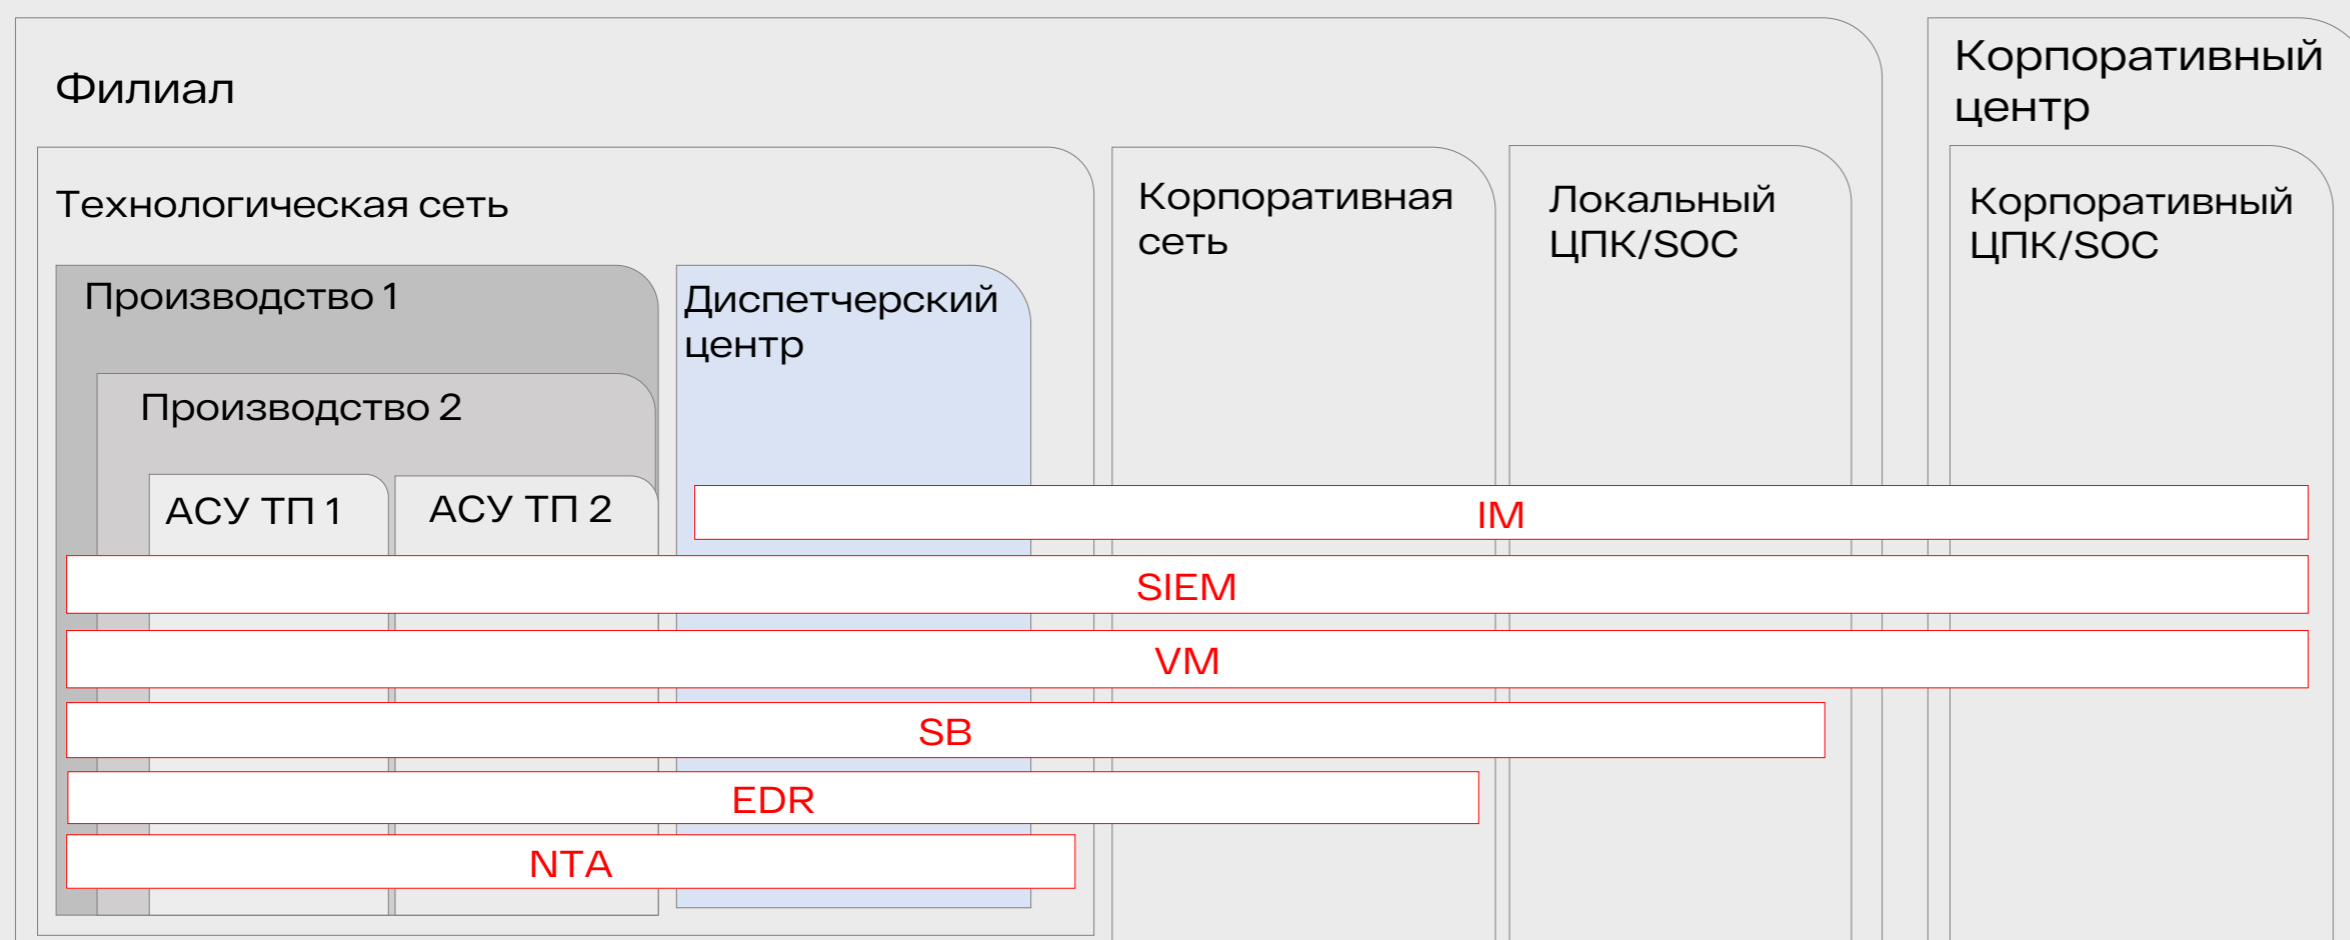 Филиал
Корпоративный
центр
Технологическая сеть
Корпоративная
сеть
Локальный
ЦПК/SOC
Корпоративный
ЦПК/SOC
Производство 1
Диспетчерский
центр
Производство 2
АСУ ТП 1
АСУ ТП 2
IM
SIEM
VM
SB
EDR
NTA